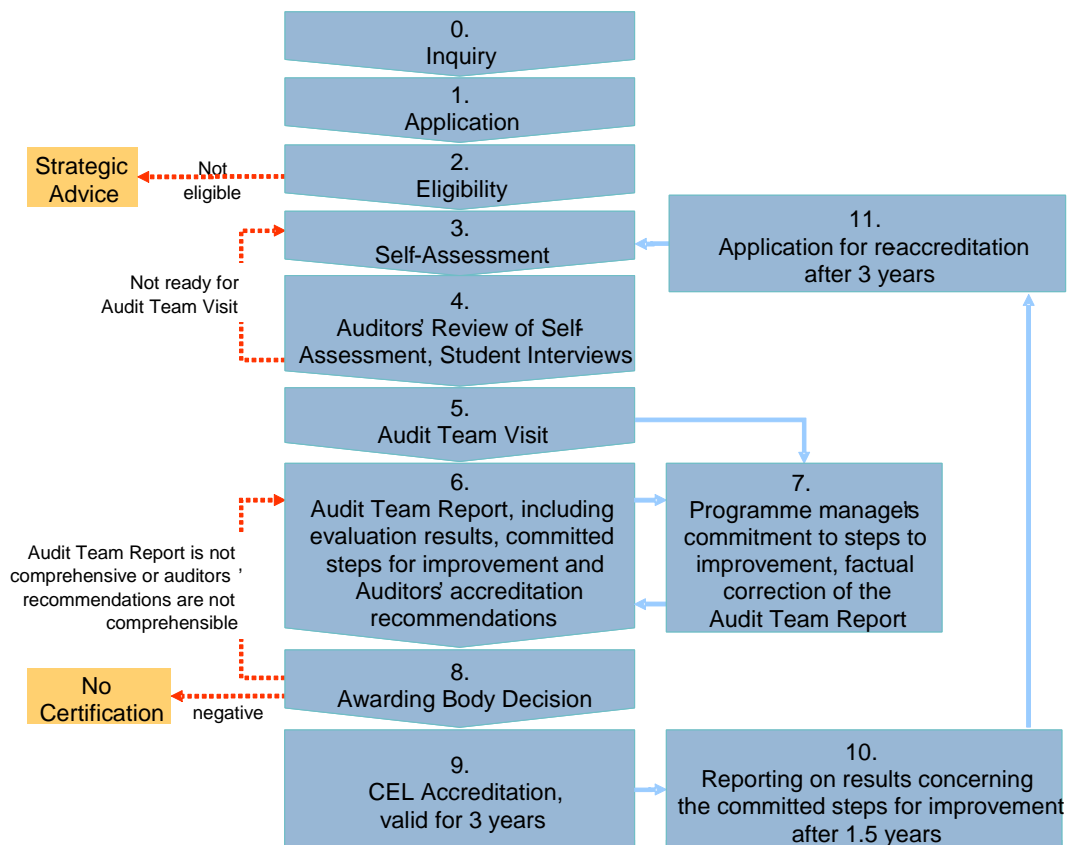 0.
Inquiry
1.
Application
Strategic
Advice
Not
eligible
2.
Eligibility
3.
Self-Assessment
11.
Application for reaccreditation
after 3 years
Not ready for
Audit Team Visit
4.
Auditors' Review of Self-
Assessment, Student Interviews
5.
Audit Team Visit
6.
Audit Team Report, including
evaluation results, committed
steps for improvement and
Auditors' accreditation
recommendations
7.
Programme manager's
commitment to steps to
improvement, factual
correction of the
Audit Team Report
Audit Team Report is not
comprehensive or auditors '
recommendations are not
comprehensible
No
Certification
negative
8.
Awarding Body Decision
9.
CEL Accreditation,
valid for 3 years
10.
Reporting on results concerning
the committed steps for improvement
after 1.5 years